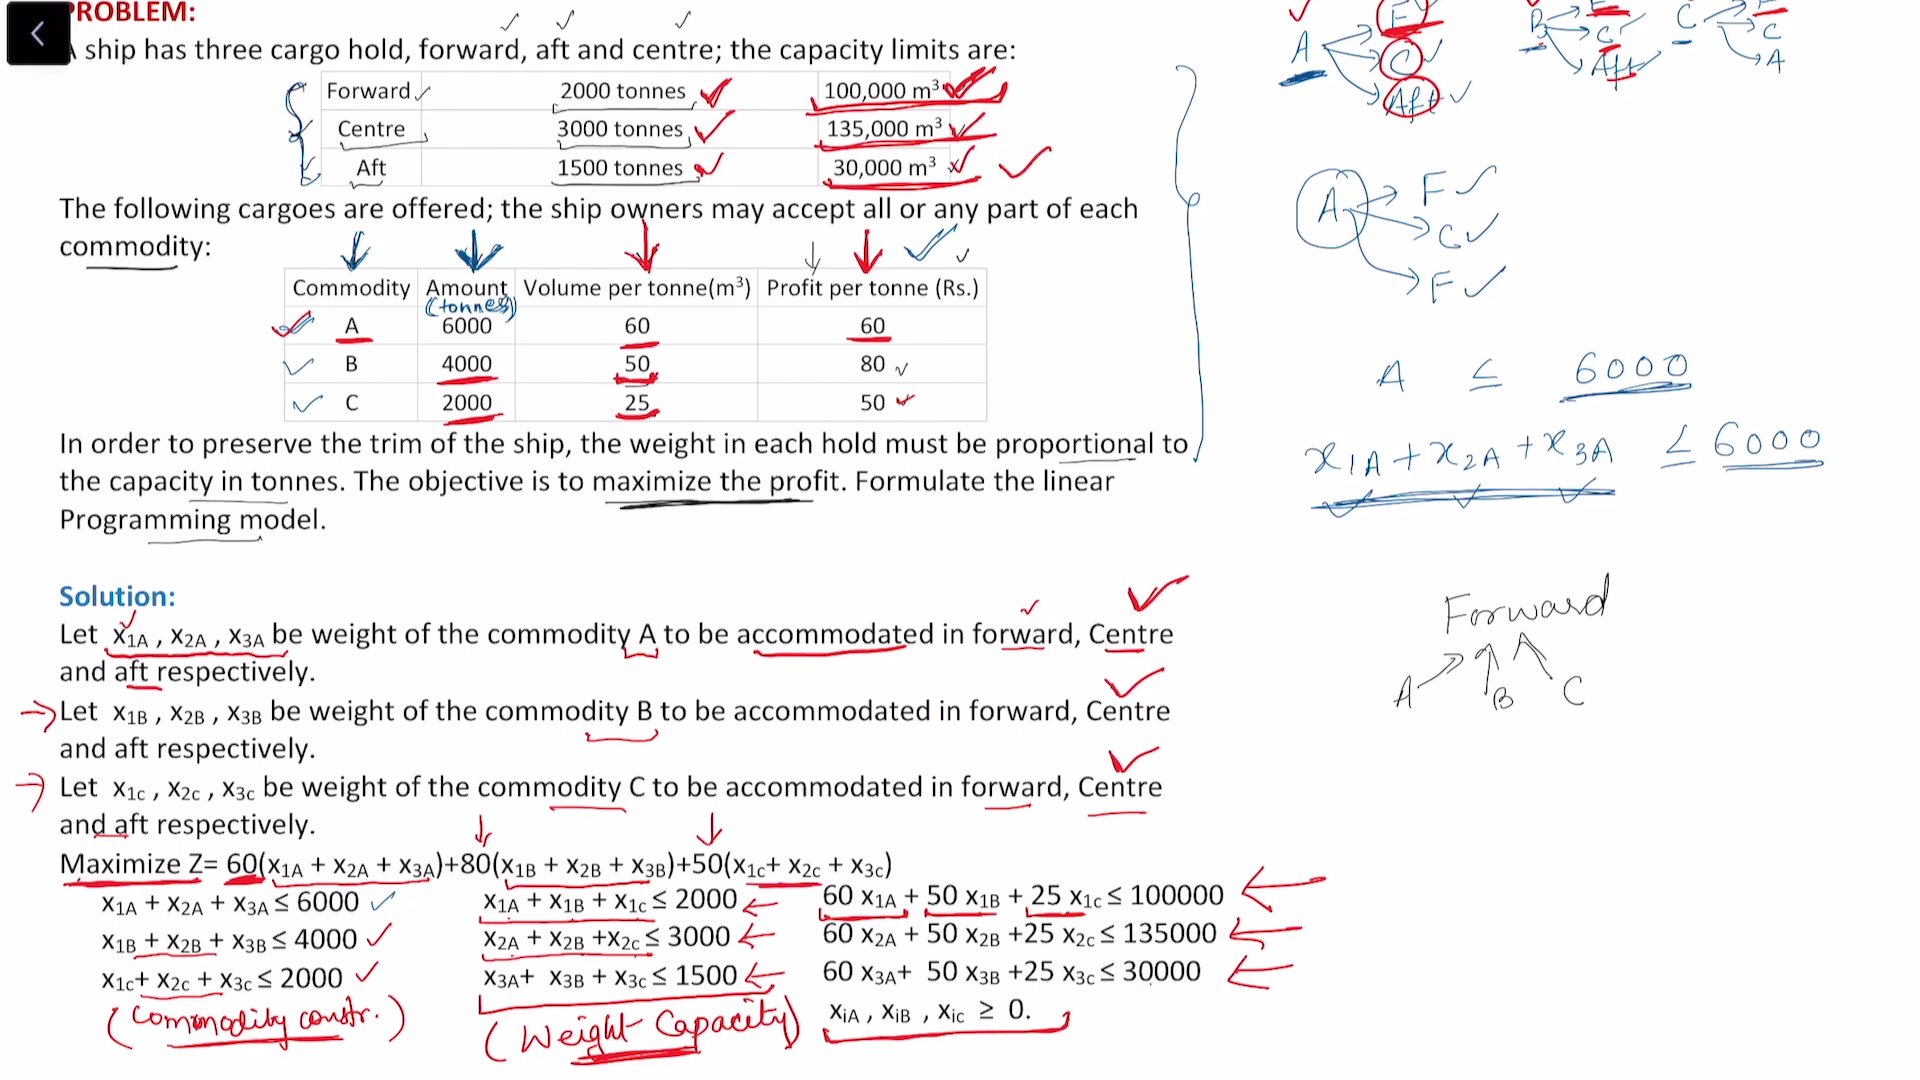 PROBLEM:
ship has three cargo hold, forward, aft and centre; the capacity limits are:
Forward 2000 tonnes 100,000 m³
Centre 3000 tonnes 135,000 m³
Aft 1500 tonnes 30,000 m³
The following cargoes are offered; the ship owners may accept all or any part of each
commodity:
Commodity Amount Volume per tonne(m³) Profit per tonne (Rs.)
(tonnes)
A 6000 60 60
B 4000 50 80
C 2000 25 50
In order to preserve the trim of the ship, the weight in each hold must be proportional to
the capacity in tonnes. The objective is to maximize the profit. Formulate the linear
Programming model.
Solution:
Let x1A , x2A , x3A be weight of the commodity A to be accommodated in forward, Centre
and aft respectively.
Let x1B , x2B , x3B be weight of the commodity B to be accommodated in forward, Centre
and aft respectively.
Let x1c , x2c , x3c be weight of the commodity C to be accommodated in forward, Centre
and aft respectively.
Maximize Z= 60(x1A + x2A + x3A)+80(x1B + x2B + x3B)+50(x1c+ x2c + x3c)
x1A + x2A + x3A ≤ 6000
x1B + x2B + x3B ≤ 4000
x1c+ x2c + x3c ≤ 2000
(Commodity constr.)
x1A + x1B + x1c ≤ 2000
x2A + x2B +x2c ≤ 3000
x3A+ x3B + x3c ≤ 1500
(Weight Capacity)
60 x1A + 50 x1B + 25 x1c ≤ 100000
60 x2A + 50 x2B +25 x2c ≤ 135000
60 x3A+ 50 x3B +25 x3c ≤ 30000
xiA , xiB , xic ≥ 0.
A F C Aft
B C Aft
C C A
A F
C
F
A ≤ 6000
x1A + x2A + x3A ≤ 6000
Forward
A B C